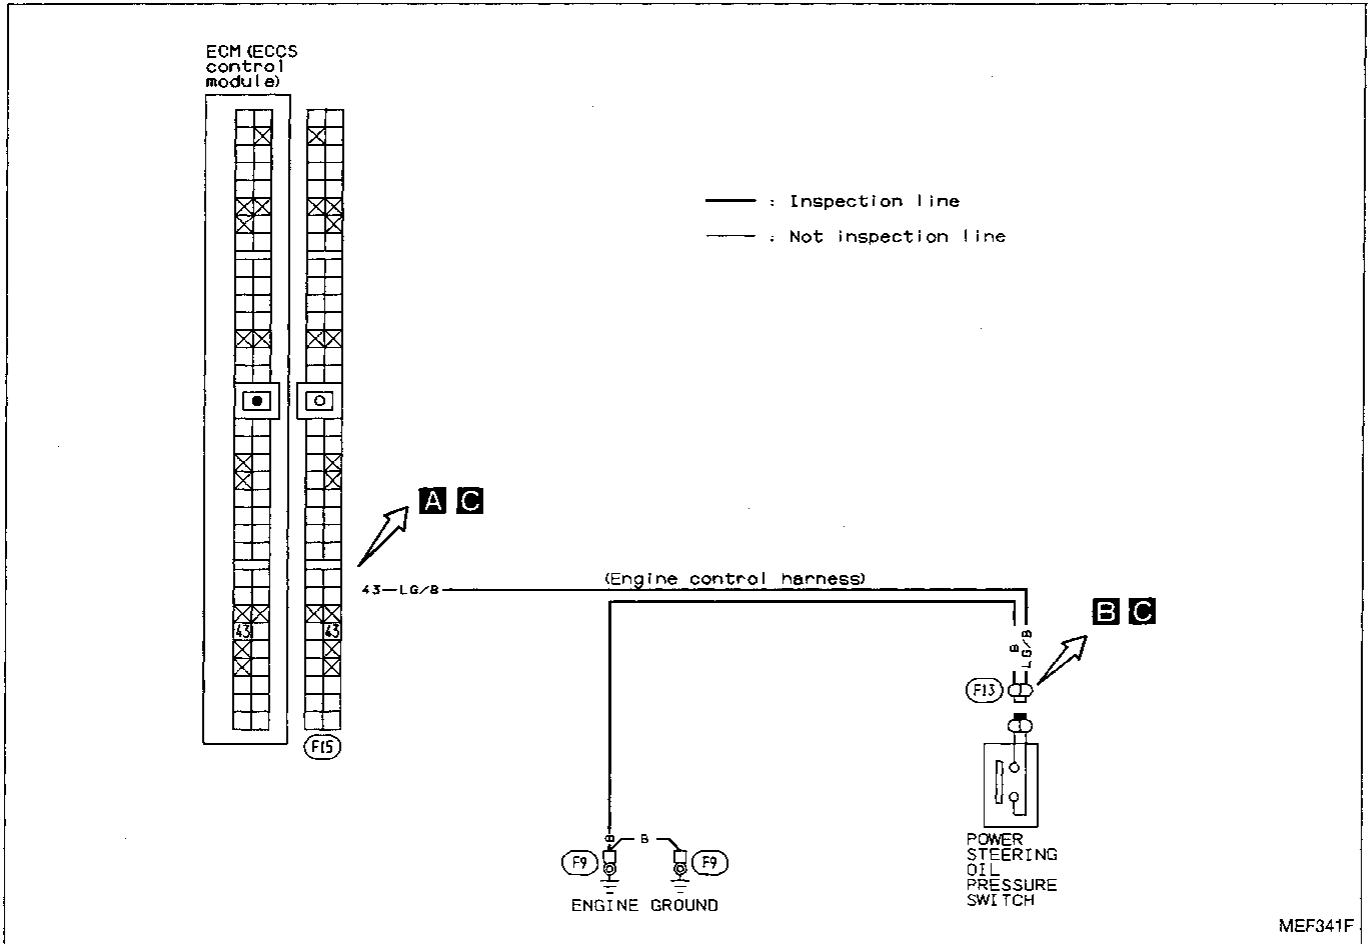 ECM (ECCS
control
module)
: Inspection line
: Not inspection line
A C
43-LG/B
(Engine control harness)
B C
B
LG/B
43
43
F13
F15
B
B
F9
F9
ENGINE GROUND
POWER
STEERING
OIL
PRESSURE
SWITCH
MEF341F